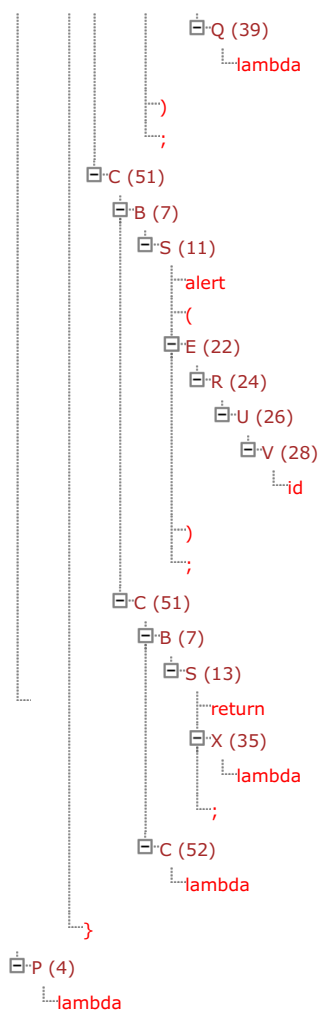 Q (39)
lambda
)
;
C (51)
B (7)
S (11)
alert
(
E (22)
R (24)
U (26)
V (28)
id
)
;
C (51)
B (7)
S (13)
return
X (35)
lambda
;
C (52)
lambda
}
P (4)
lambda